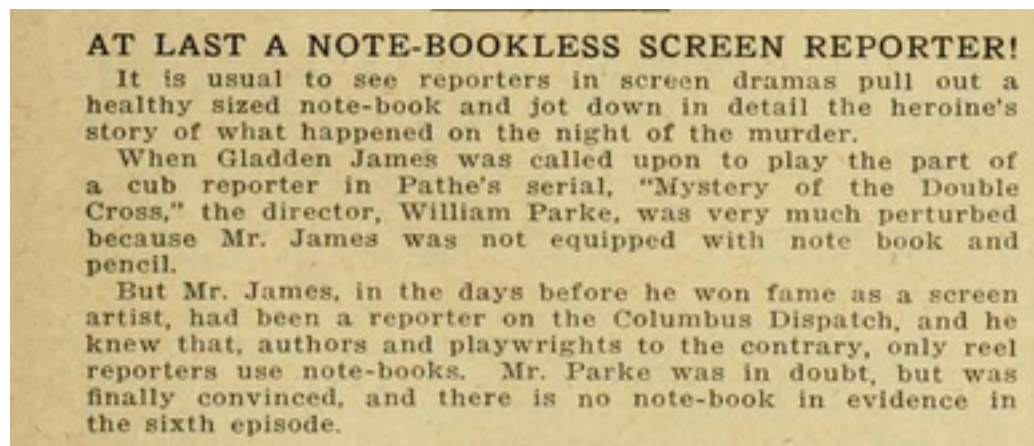 AT LAST A NOTE-BOOKLESS SCREEN REPORTER!
It is usual to see reporters in screen dramas pull out a
healthy sized note-book and jot down in detail the heroine's
story of what happened on the night of the murder.
When Gladden James was called upon to play the part of
a cub reporter in Pathe's serial, "Mystery of the Double
Cross," the director, William Parke, was very much perturbed
because Mr. James was not equipped with note book and
pencil.
But Mr. James, in the days before he won fame as a screen
artist, had been a reporter on the Columbus Dispatch, and he
knew that, authors and playwrights to the contrary, only reel
reporters use note-books. Mr. Parke was in doubt, but was
finally convinced, and there is no note-book in evidence in
the sixth episode.